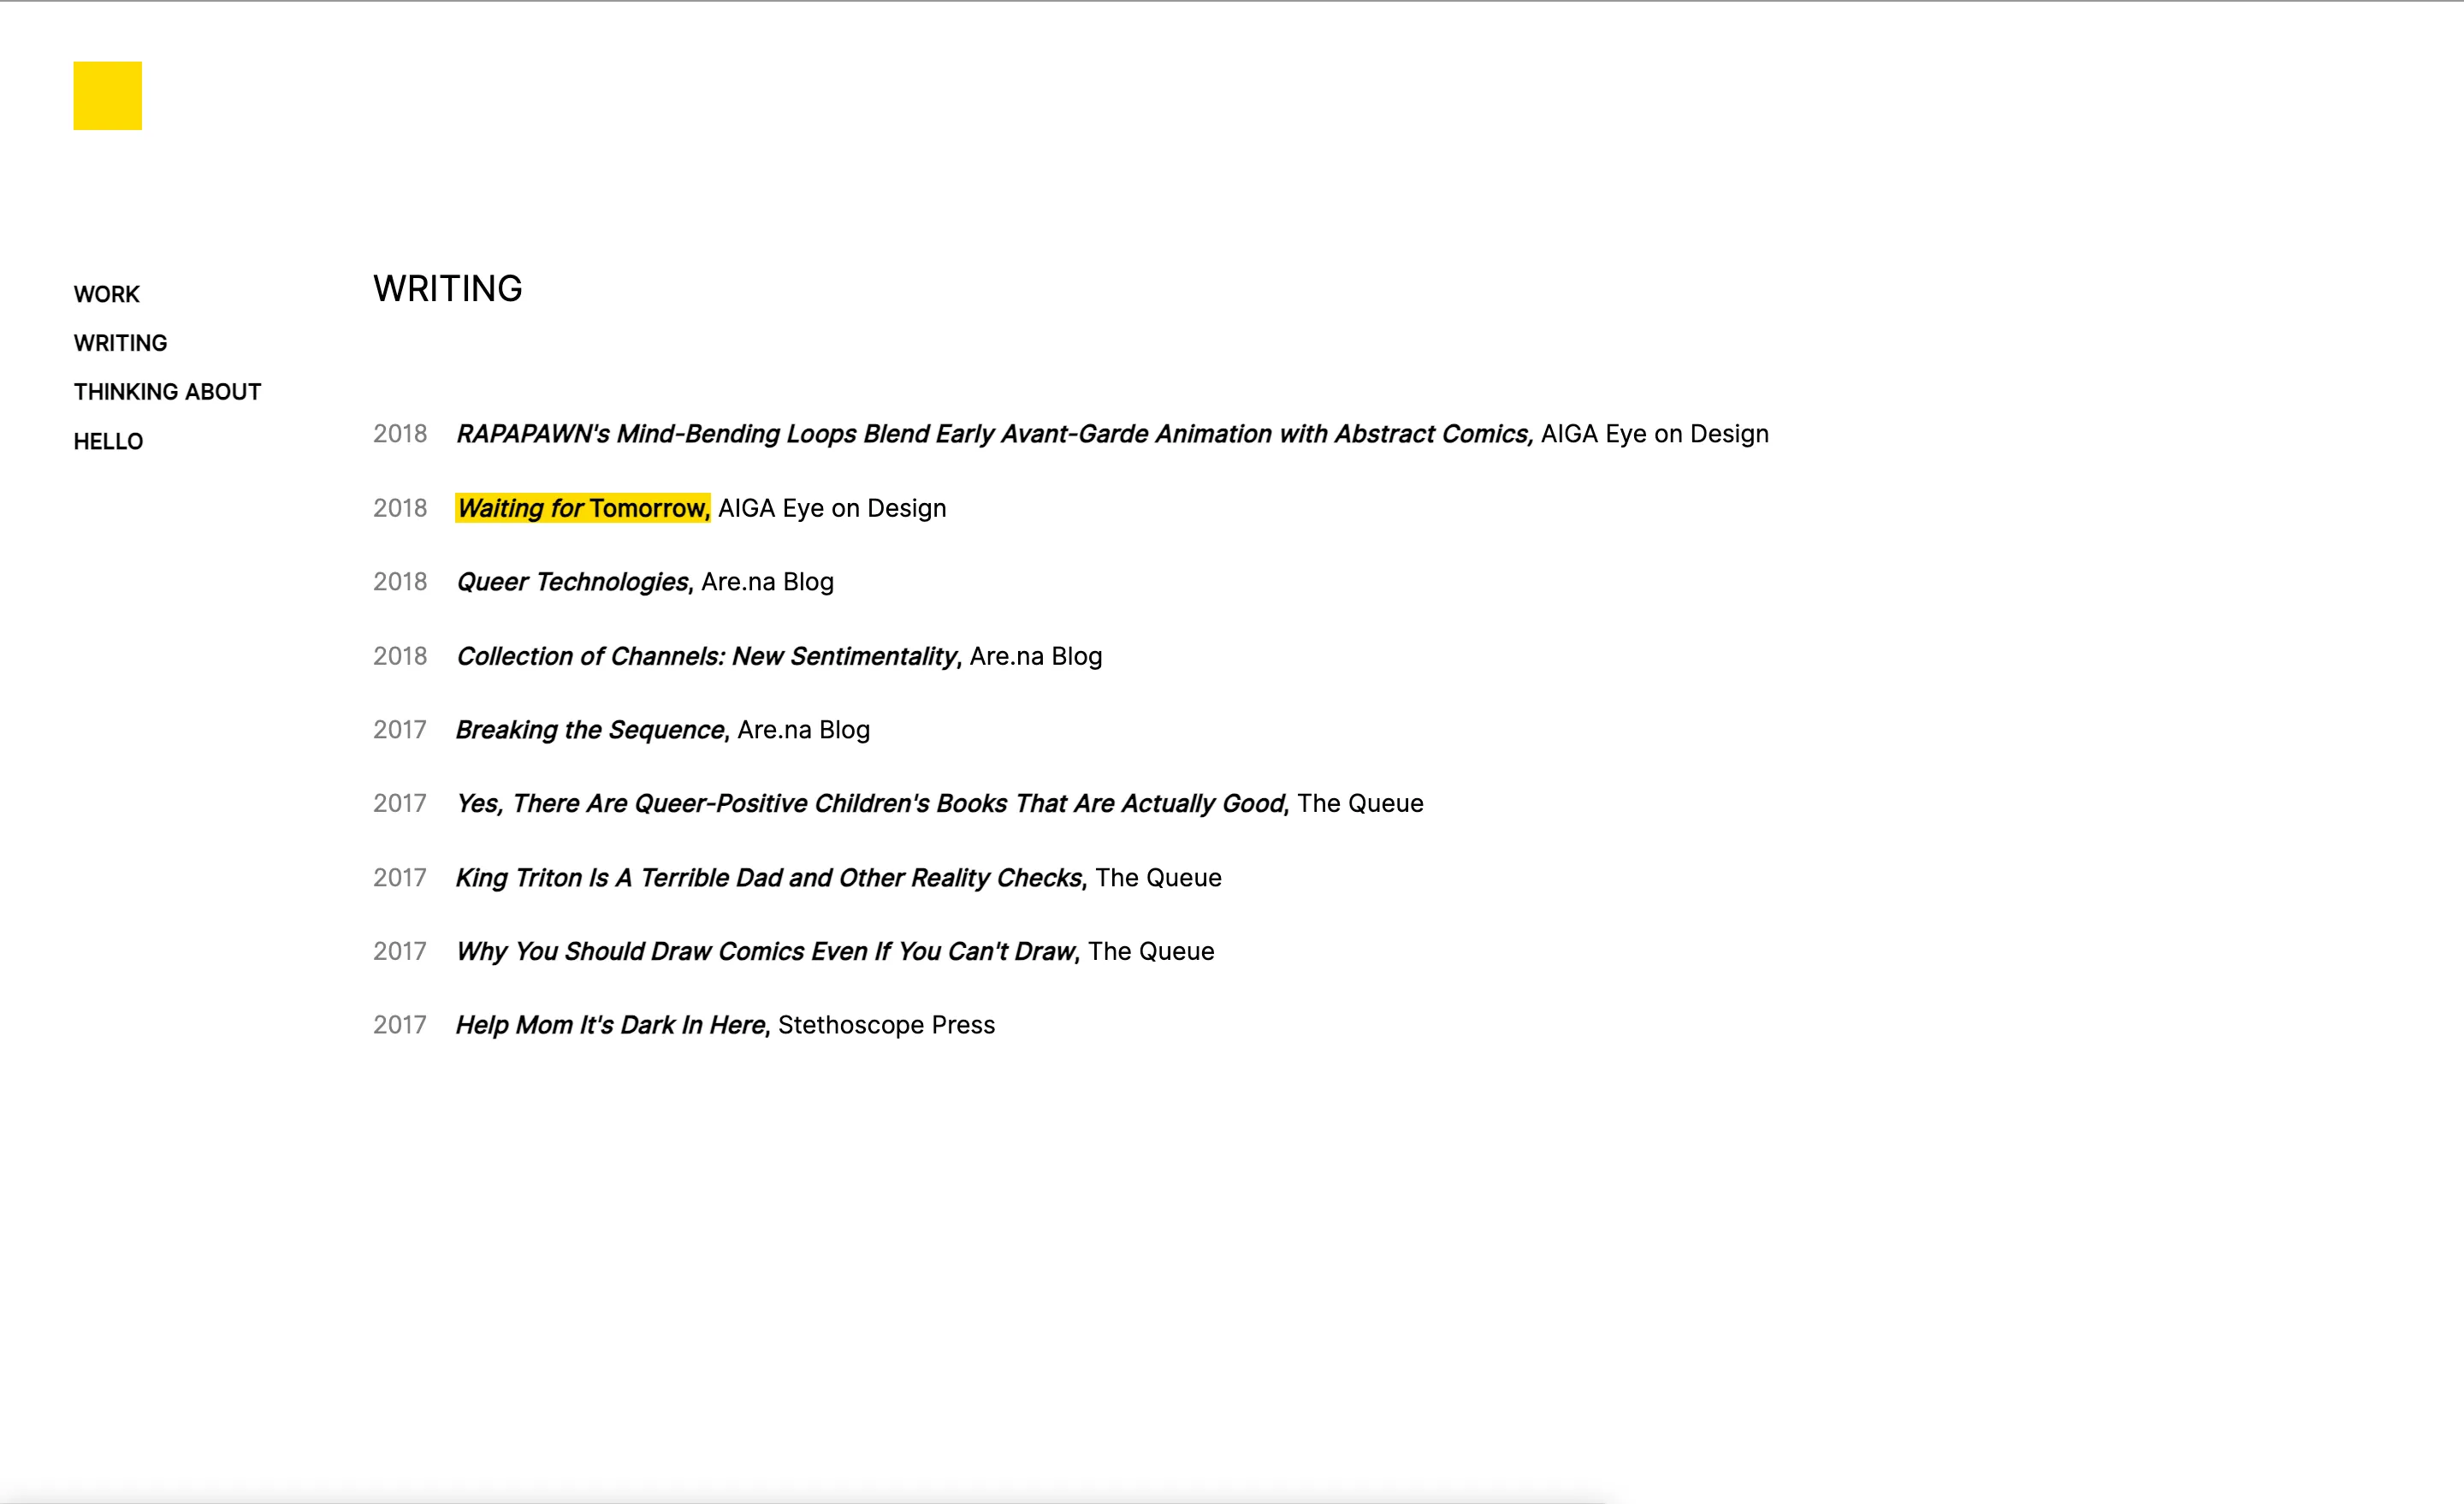 WORK
WRITING
THINKING ABOUT
HELLO
WRITING
2018 RAPAPAWN's Mind-Bending Loops Blend Early Avant-Garde Animation with Abstract Comics, AIGA Eye on Design
2018 Waiting for Tomorrow, AIGA Eye on Design
2018 Queer Technologies, Are.na Blog
2018 Collection of Channels: New Sentimentality, Are.na Blog
2017 Breaking the Sequence, Are.na Blog
2017 Yes, There Are Queer-Positive Children's Books That Are Actually Good, The Queue
2017 King Triton Is A Terrible Dad and Other Reality Checks, The Queue
2017 Why You Should Draw Comics Even If You Can't Draw, The Queue
2017 Help Mom It's Dark In Here, Stethoscope Press